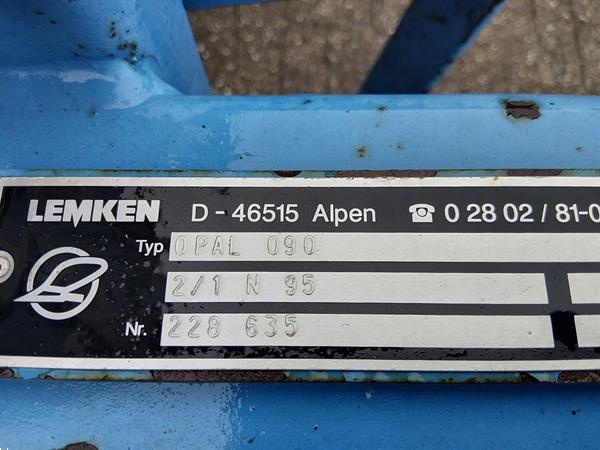 LEMKEN D - 46515 Alpen ☎ 0 28 02 / 81-0
Typ OPAL 090
2/1 N 95
Nr. 228 635